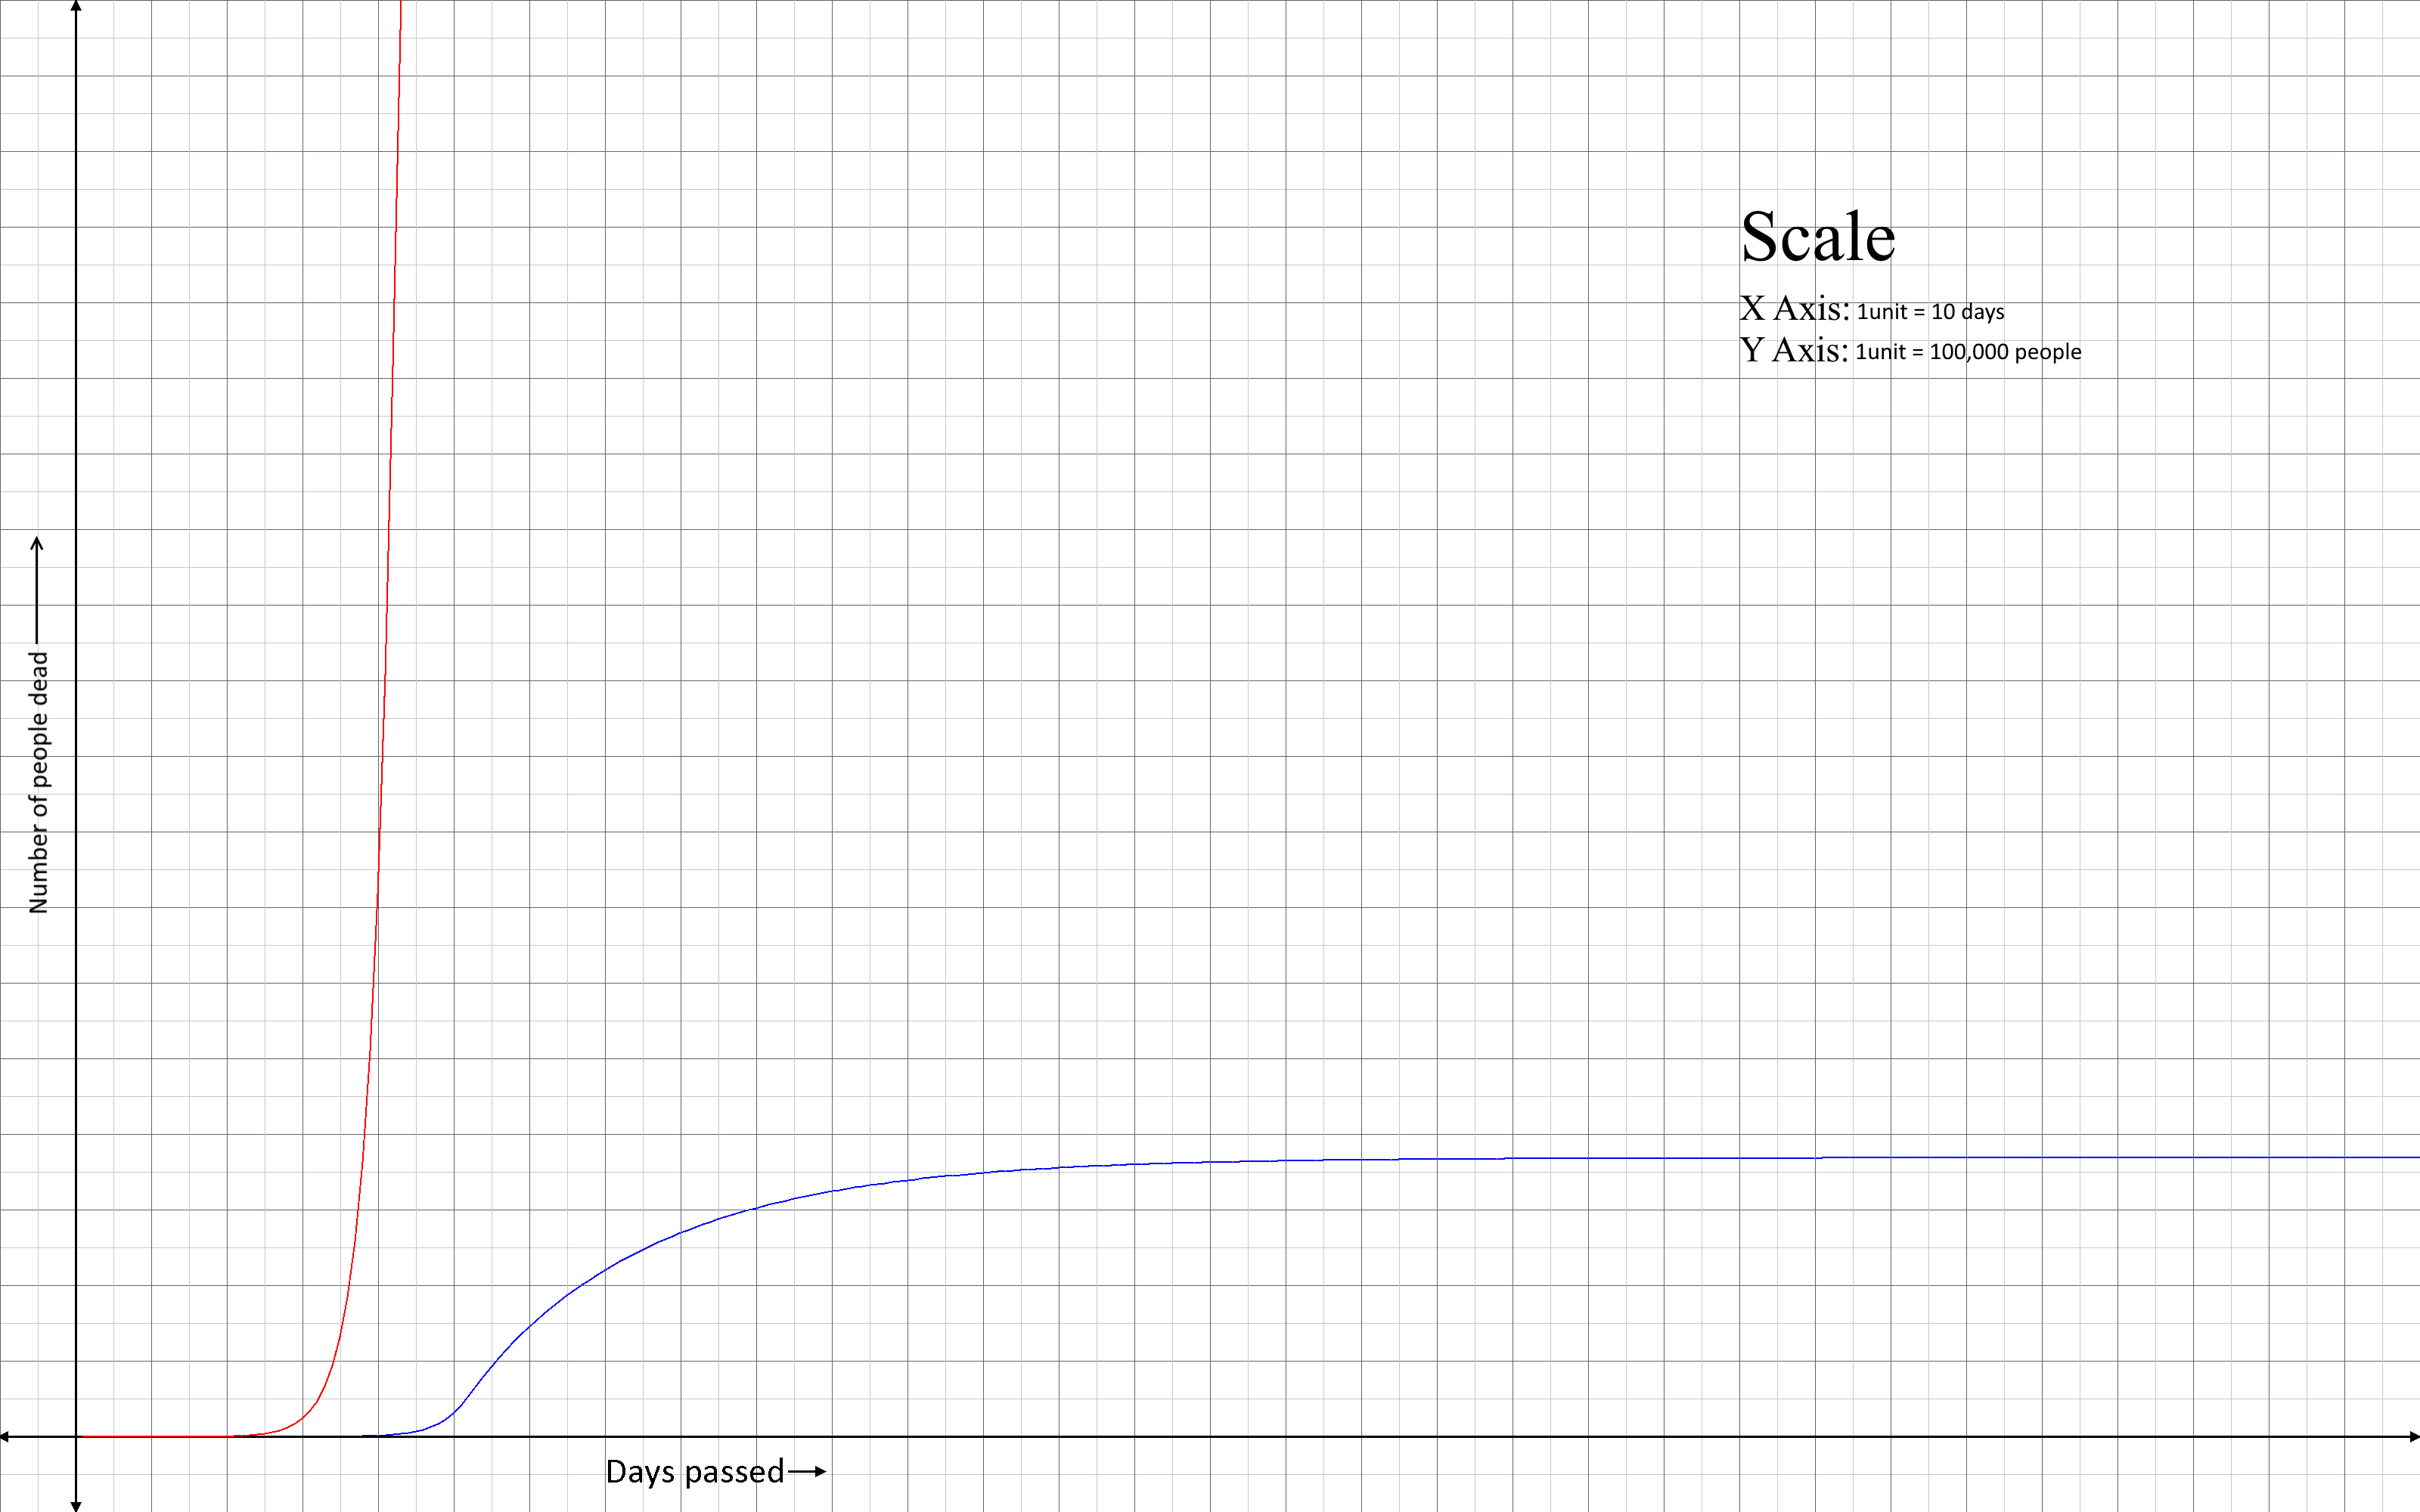 Scale
X Axis: 1unit = 10 days
Y Axis: 1unit = 100,000 people
Number of people dead
Days passed